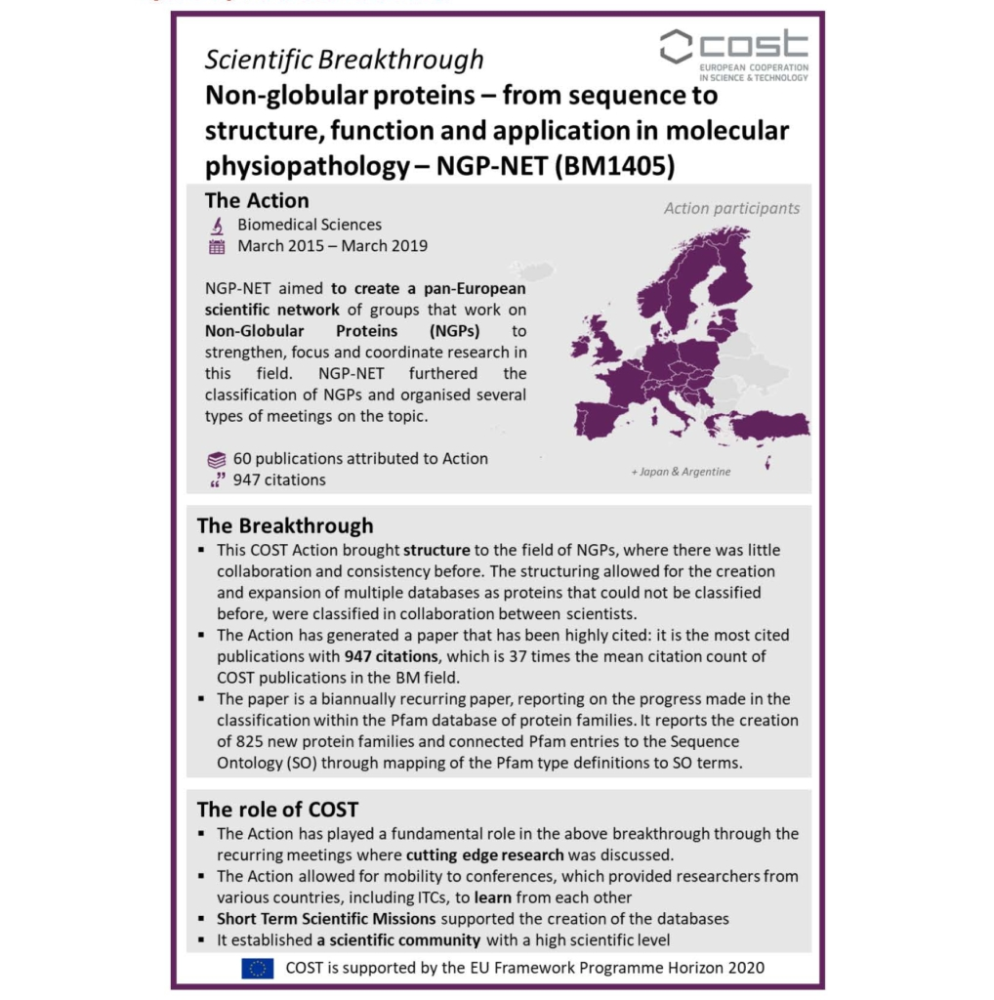 cost
EUROPEAN COOPERATION
IN SCIENCE & TECHNOLOGY
Scientific Breakthrough
Non-globular proteins – from sequence to
structure, function and application in molecular
physiopathology – NGP-NET (BM1405)
The Action
Biomedical Sciences
March 2015 – March 2019
Action participants
NGP-NET aimed to create a pan-European
scientific network of groups that work on
Non-Globular Proteins (NGPs) to
strengthen, focus and coordinate research in
this field. NGP-NET furthered the
classification of NGPs and organised several
types of meetings on the topic.
60 publications attributed to Action
947 citations
+ Japan & Argentine
The Breakthrough
▪ This COST Action brought structure to the field of NGPs, where there was little
collaboration and consistency before. The structuring allowed for the creation
and expansion of multiple databases as proteins that could not be classified
before, were classified in collaboration between scientists.
▪ The Action has generated a paper that has been highly cited: it is the most cited
publications with 947 citations, which is 37 times the mean citation count of
COST publications in the BM field.
▪ The paper is a biannually recurring paper, reporting on the progress made in the
classification within the Pfam database of protein families. It reports the creation
of 825 new protein families and connected Pfam entries to the Sequence
Ontology (SO) through mapping of the Pfam type definitions to SO terms.
The role of COST
▪ The Action has played a fundamental role in the above breakthrough through the
recurring meetings where cutting edge research was discussed.
▪ The Action allowed for mobility to conferences, which provided researchers from
various countries, including ITCs, to learn from each other
▪ Short Term Scientific Missions supported the creation of the databases
▪ It established a scientific community with a high scientific level
COST is supported by the EU Framework Programme Horizon 2020